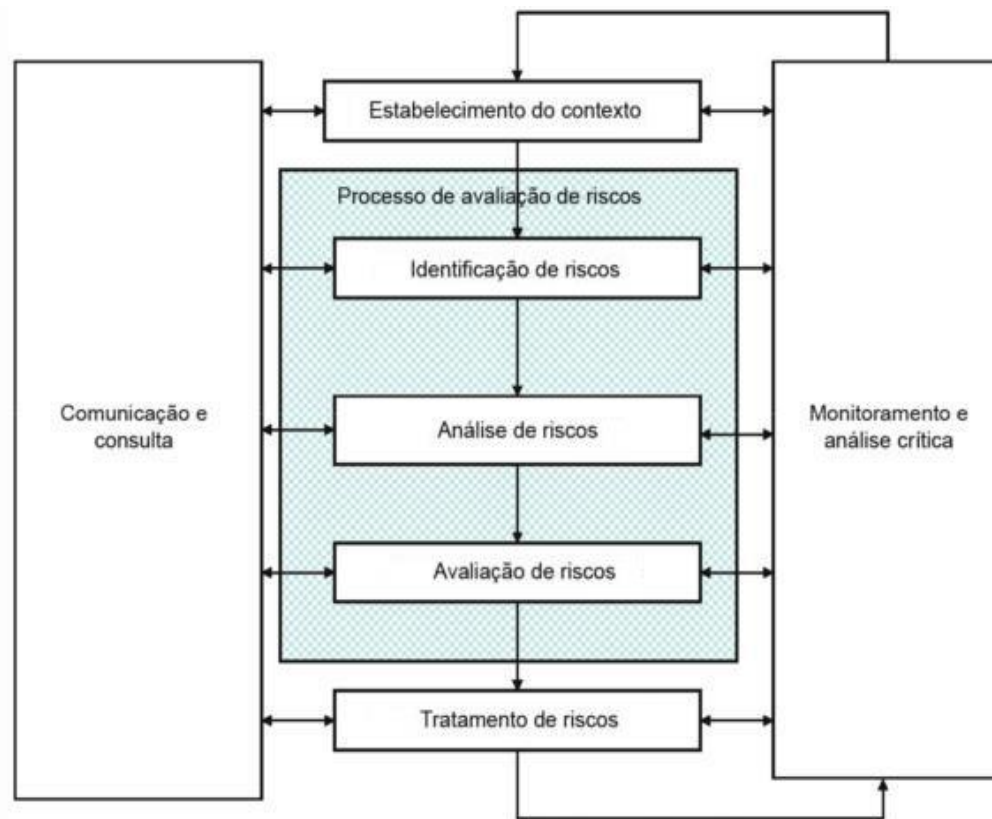 Estabelecimento do contexto
Processo de avaliação de riscos
Identificação de riscos
Comunicação e
consulta
Análise de riscos
Monitoramento e
análise crítica
Avaliação de riscos
Tratamento de riscos